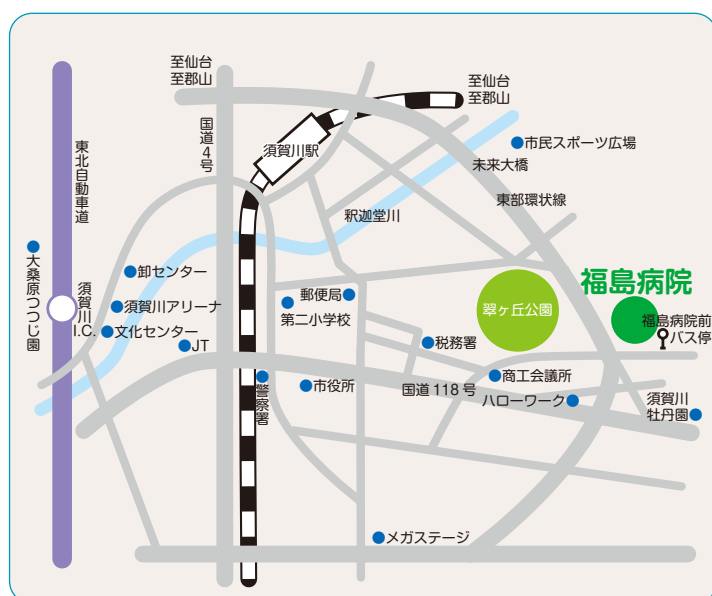 至仙台
至郡山
至仙台
至郡山
国道4号
須賀川駅
市民スポーツ広場
未来大橋
東北自動車道
東部環状線
釈迦堂川
大桑原つつじ園
卸センター
福島病院
須賀川
I.C.
須賀川アリーナ
郵便局
第二小学校
翠ヶ丘公園
福島病院前
バス停
文化センター
JT
税務署
警察署
市役所
国道118号
商工会議所
ハローワーク
須賀川
牡丹園
メガステージ